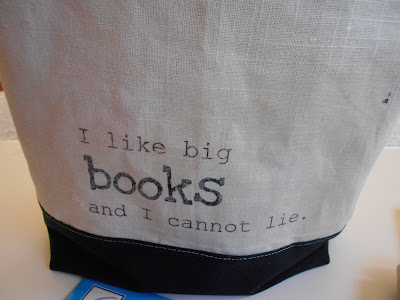 I like big
books
and I cannot lie.